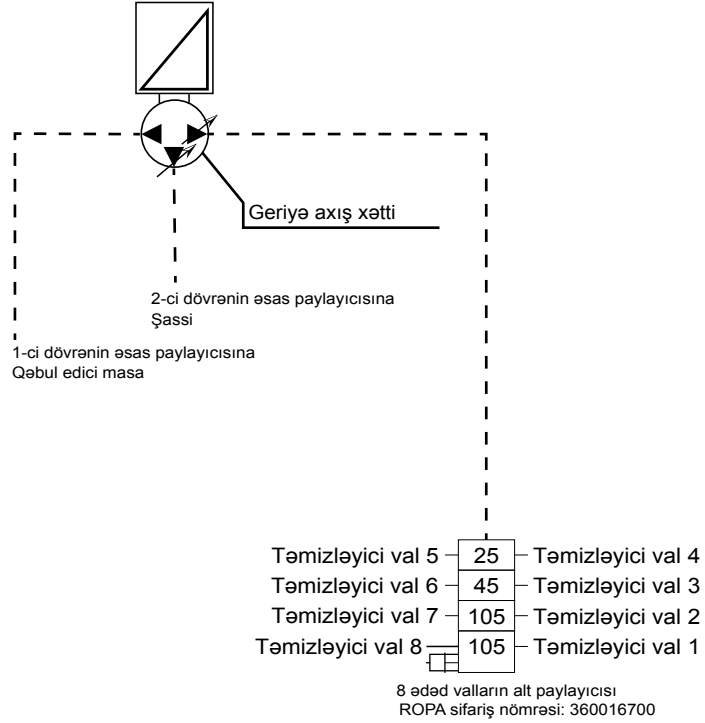 Geriyə axış xətti
2-ci dövrənin əsas paylayıcısına
Şassi
1-ci dövrənin əsas paylayıcısına
Qəbul edici masa
Təmizləyici val 5 25 Təmizləyici val 4
Təmizləyici val 6 45 Təmizləyici val 3
Təmizləyici val 7 105 Təmizləyici val 2
Təmizləyici val 8 105 Təmizləyici val 1
8 ədəd valların alt paylayıcısı
ROPA sifariş nömrəsi: 360016700